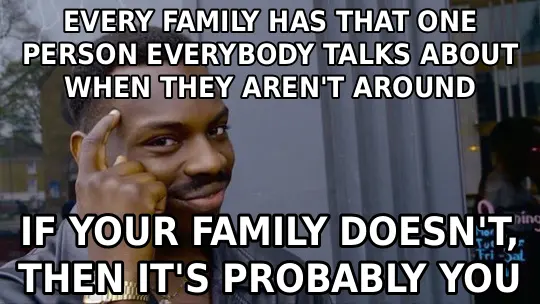 EVERY FAMILY HAS THAT ONE
PERSON EVERYBODY TALKS ABOUT
WHEN THEY AREN'T AROUND
IF YOUR FAMILY DOESN'T,
THEN IT'S PROBABLY YOU